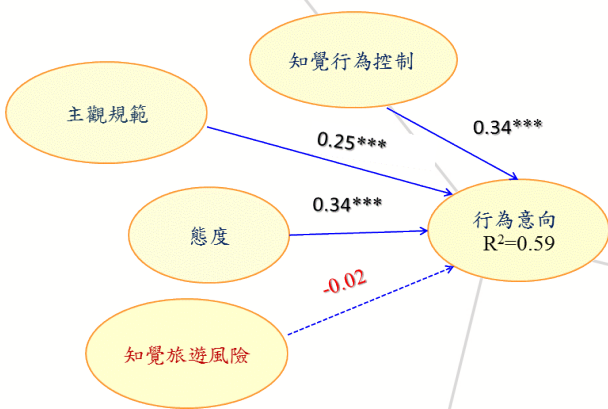 知覺行為控制
主觀規範
0.34***
0.25***
0.34***
行為意向
R²=0.59
態度
-0.02
知覺旅遊風險